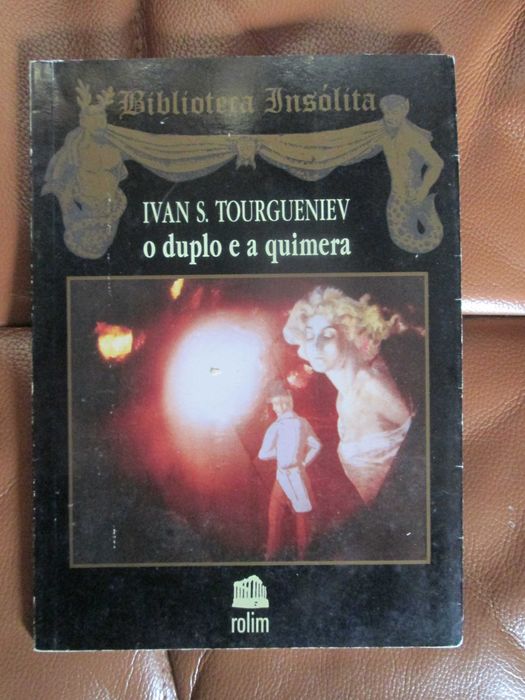 Biblioteca Insólita
IVAN S. TOURGUENIEV
o duplo e a quimera
rolim